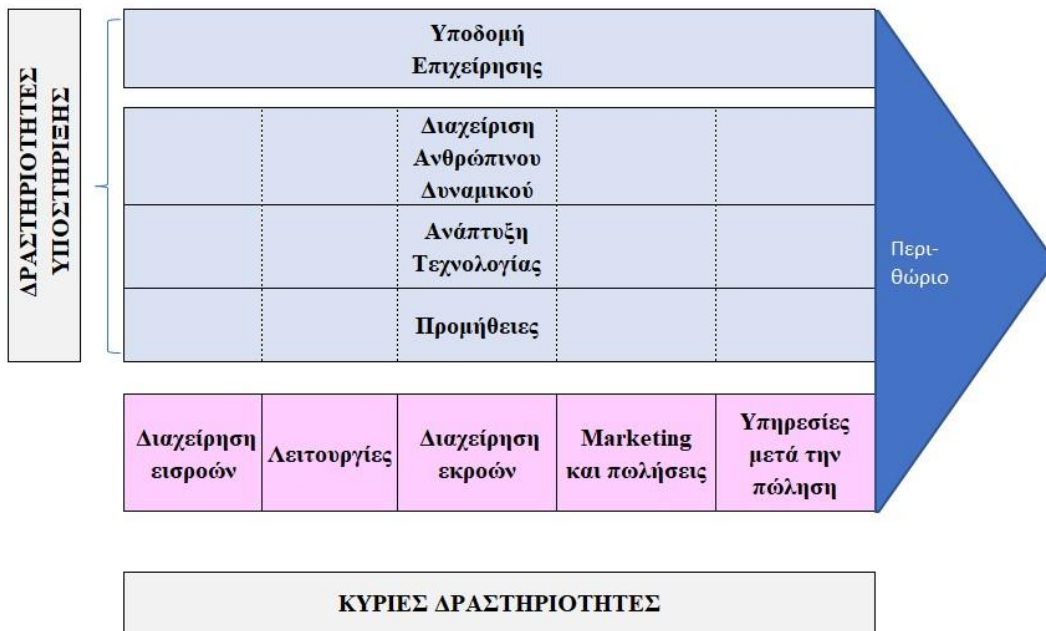 ΔΡΑΣΤΗΡΙΟΤΗΤΕΣ
ΥΠΟΣΤΗΡΙΞΗΣ
Υποδομή
Επιχείρησης
Διαχείριση
Ανθρώπινου
Δυναμικού
Ανάπτυξη
Τεχνολογίας
Προμήθειες
Περι-
θώριο
Διαχείρηση
εισροών
Λειτουργίες
Διαχείρηση
εκροών
Marketing
και πωλήσεις
Υπηρεσίες
μετά την
πώληση
ΚΥΡΙΕΣ ΔΡΑΣΤΗΡΙΟΤΗΤΕΣ